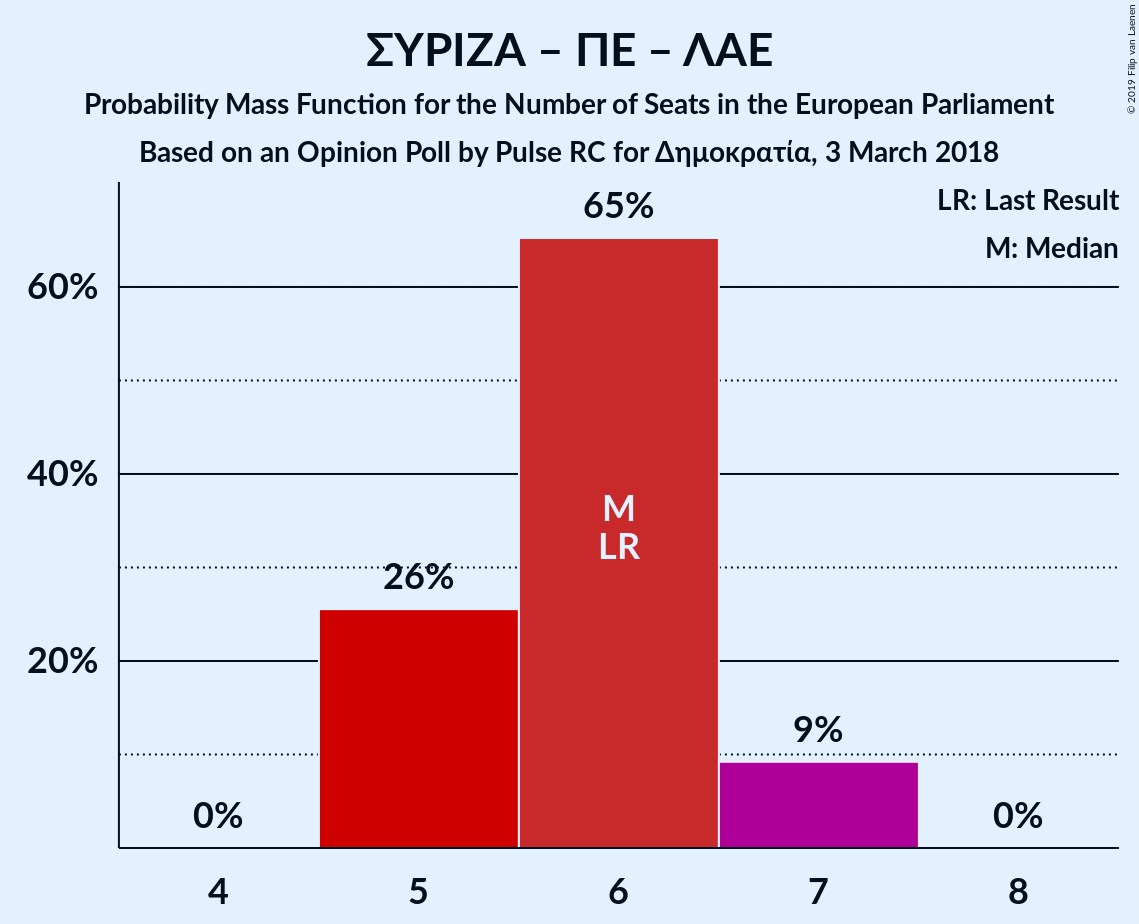 ΣΥΡΙΖΑ – ΠΕ – ΛΑΕ
Probability Mass Function for the Number of Seats in the European Parliament
Based on an Opinion Poll by Pulse RC for Δημοκρατία, 3 March 2018
© 2019 Filip van Laenen
LR: Last Result
M: Median
65%
60%
40%
M
LR
26%
20%
9%
0%
0%
4
5
6
7
8